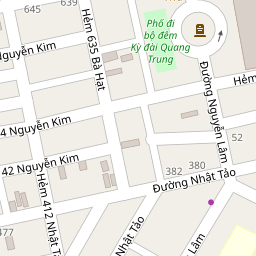 645
639
Hẻm 635 Bà Hạt
Phố đi
bộ đêm
Kỳ đài Quang
Trung
Nguyễn Kim
Đường Nguyễn Lâm
Hẻm
4 Nguyễn Kim
52
42 Nguyễn Kim
382
380
Đường Nhật Tảo
Hẻm 412 Nhật T
477
Nhật Tảo
Lâm